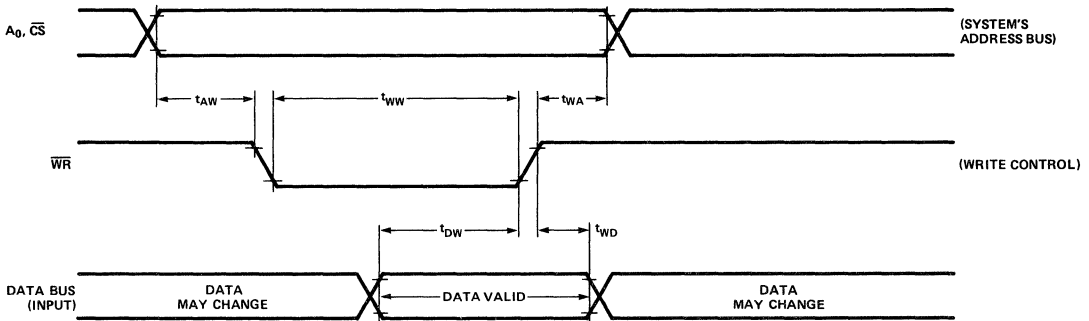 A0, CS
(SYSTEM'S
ADDRESS BUS)
tAW
tWW
tWA
WR
(WRITE CONTROL)
tDW
tWD
DATA BUS
(INPUT)
DATA
MAY CHANGE
DATA VALID
DATA
MAY CHANGE